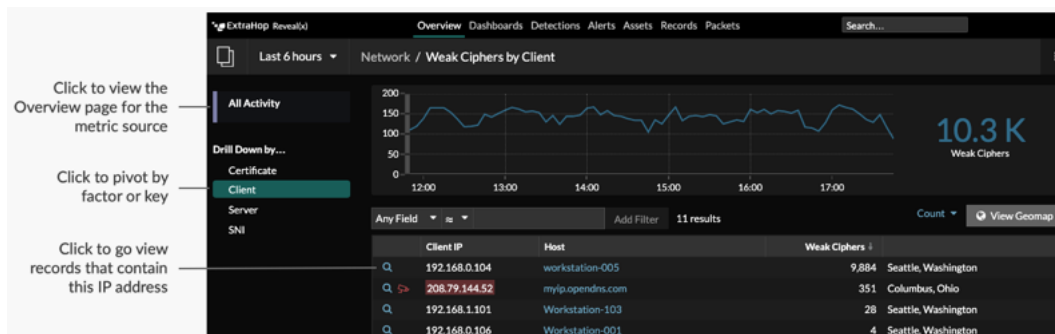 ExtraHop Reveal(x)
Overview Dashboards Detections Alerts Assets Records Packets
Search...
Last 6 hours
Network / Weak Ciphers by Client
Click to view the
Overview page for the
metric source
All Activity
Drill Down by...
Certificate
Click to pivot by
factor or key
Client
Server
SNI
Click to go view
records that contain
this IP address
200
150
100
50
0
12:00 13:00 14:00 15:00 16:00 17:00
10.3 K
Weak Ciphers
Any Field ≈ Add Filter 11 results Count View Geomap
Client IP Host Weak Ciphers ↓
192.168.0.104 workstation-005 9,884 Seattle, Washington
208.79.144.52 myip.opendns.com 351 Columbus, Ohio
192.168.1.101 Workstation-103 28 Seattle, Washington
192.168.0.106 Workstation-001 4 Seattle, Washington